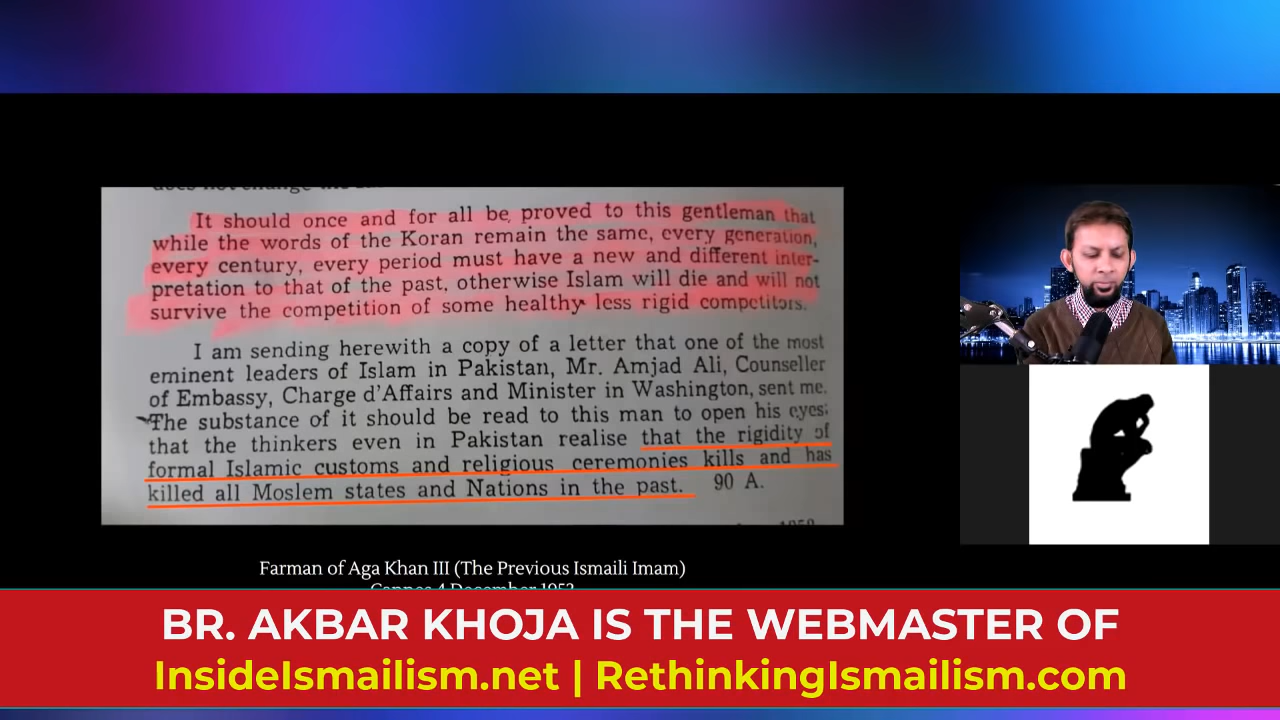 It should once and for all be proved to this gentleman that
while the words of the Koran remain the same, every generation,
every century, every period must have a new and different inter-
pretation to that of the past, otherwise Islam will die and will not
survive the competition of some healthy less rigid competitors.
I am sending herewith a copy of a letter that one of the most
eminent leaders of Islam in Pakistan, Mr. Amjad Ali, Counseller
of Embassy, Charge d'Affairs and Minister in Washington, sent me.
The substance of it should be read to this man to open his eyes;
that the thinkers even in Pakistan realise that the rigidity of
formal Islamic customs and religious ceremonies kills and has
killed all Moslem states and Nations in the past. 90 A.
Farman of Aga Khan III (The Previous Ismaili Imam)
Cannes 4 December
BR. AKBAR KHOJA IS THE WEBMASTER OF
InsideIsmailism.net | RethinkingIsmailism.com